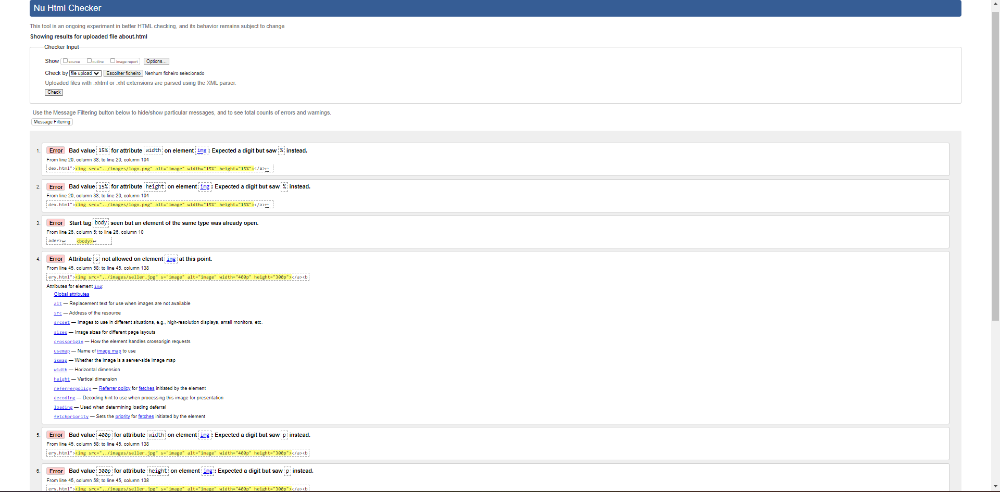 Nu Html Checker
This tool is an ongoing experiment in better HTML checking, and its behavior remains subject to change
Showing results for uploaded file about.html
Checker Input
Show source outline image report Options...
Check by file upload Escolher ficheiro Nenhum ficheiro selecionado
Uploaded files with .xhtml or .xht extensions are parsed using the XML parser.
Check
Use the Message Filtering button below to hide/show particular messages, and to see total counts of errors and warnings.
Message Filtering
1. Error Bad value 15% for attribute width on element img: Expected a digit but saw % instead.
From line 20, column 38; to line 20, column 104
dex.html"><img src="../images/logo.png" alt="image" width="15%" height="15%"></a>↩
2. Error Bad value 15% for attribute height on element img: Expected a digit but saw % instead.
From line 20, column 38; to line 20, column 104
dex.html"><img src="../images/logo.png" alt="image" width="15%" height="15%"></a>↩
3. Error Start tag body seen but an element of the same type was already open.
From line 26, column 5; to line 26, column 10
ader>↩ <body>↩
4. Error Attribute s not allowed on element img at this point.
From line 45, column 58; to line 45, column 138
ery.html"><img src="../images/seller.jpg" s="image" alt="image" width="400p" height="300p"></a><b
Attributes for element img:
Global attributes
alt — Replacement text for use when images are not available
src — Address of the resource
srcset — Images to use in different situations, e.g., high-resolution displays, small monitors, etc.
sizes — Image sizes for different page layouts
crossorigin — How the element handles crossorigin requests
usemap — Name of image map to use
ismap — Whether the image is a server-side image map
width — Horizontal dimension
height — Vertical dimension
referrerpolicy — Referrer policy for fetches initiated by the element
decoding — Decoding hint to use when processing this image for presentation
loading — Used when determining loading deferral
fetchpriority — Sets the priority for fetches initiated by the element
5. Error Bad value 400p for attribute width on element img: Expected a digit but saw p instead.
From line 45, column 58; to line 45, column 138
ery.html"><img src="../images/seller.jpg" s="image" alt="image" width="400p" height="300p"></a><b
6. Error Bad value 300p for attribute height on element img: Expected a digit but saw p instead.
From line 45, column 58; to line 45, column 138
ery.html"><img src="../images/seller.jpg" s="image" alt="image" width="400p" height="300p"></a><b